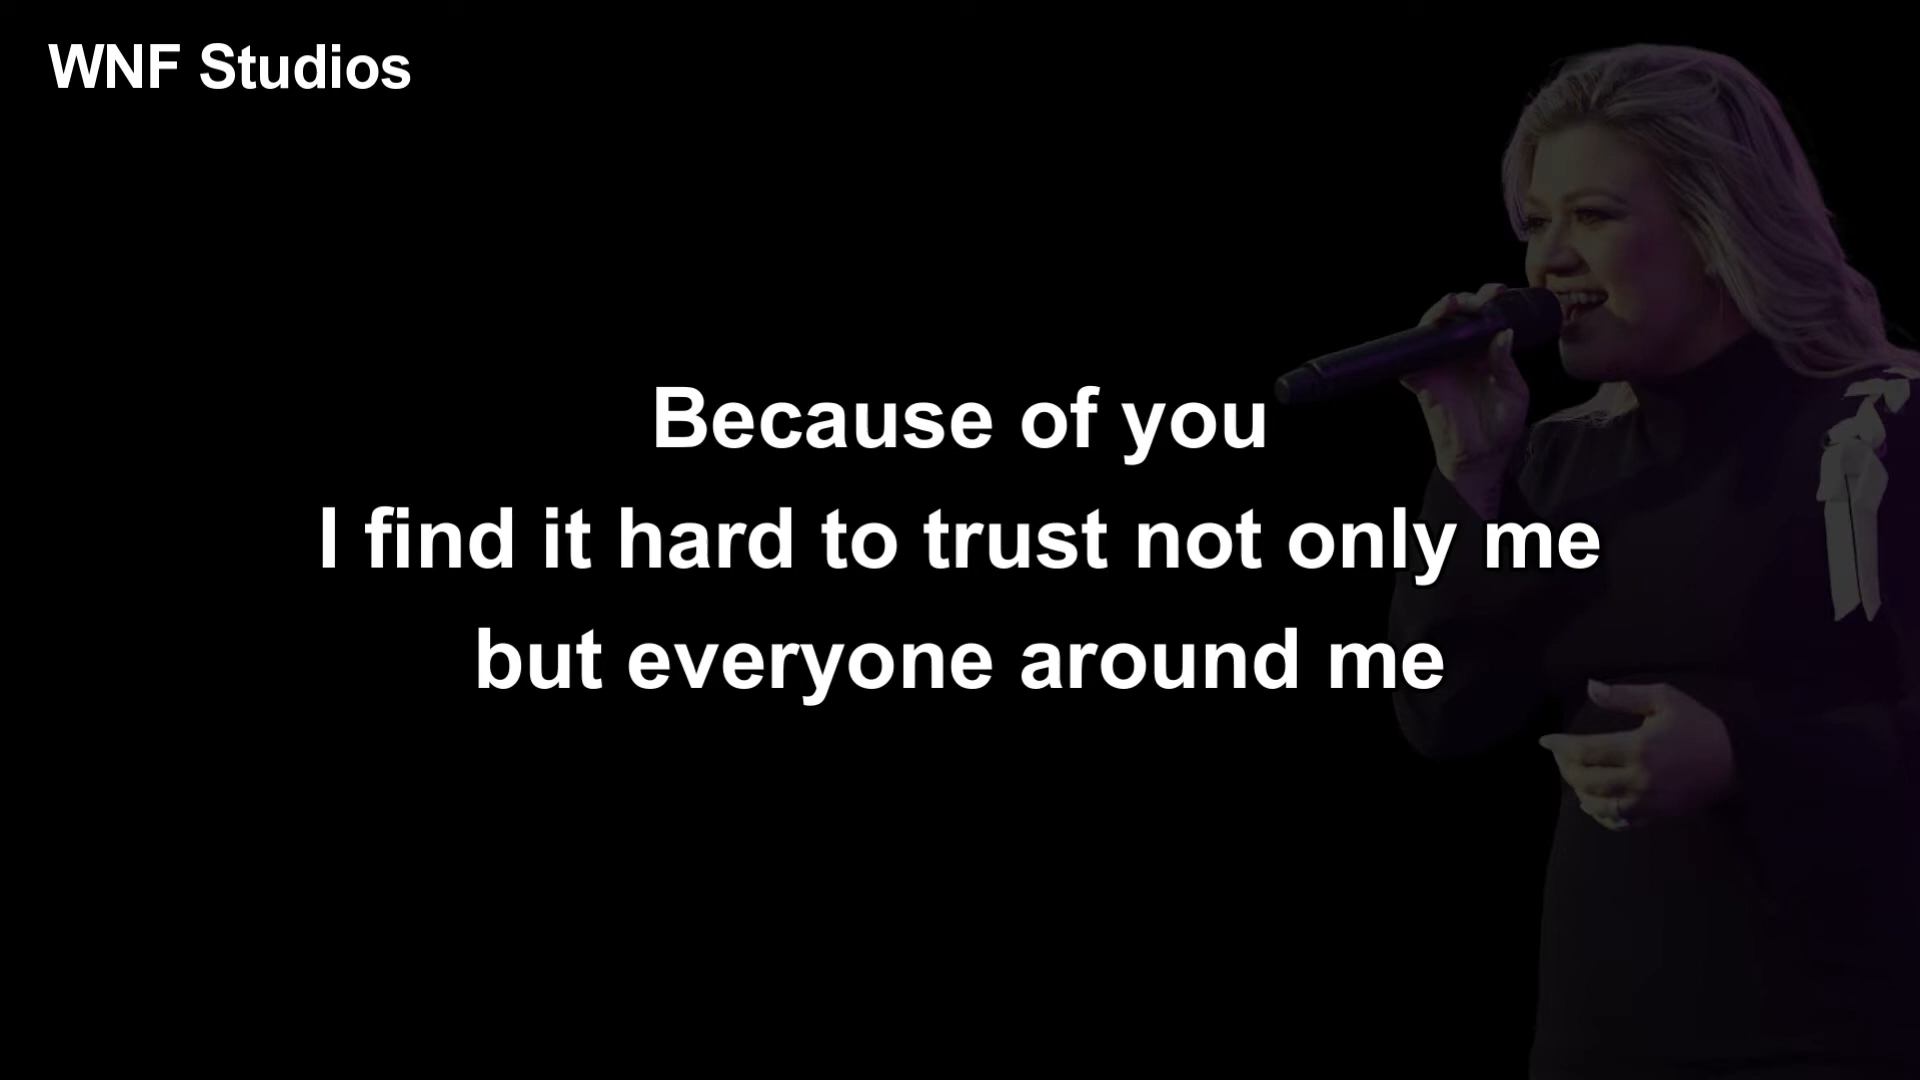 WNF Studios
Because of you
I find it hard to trust not only me
but everyone around me